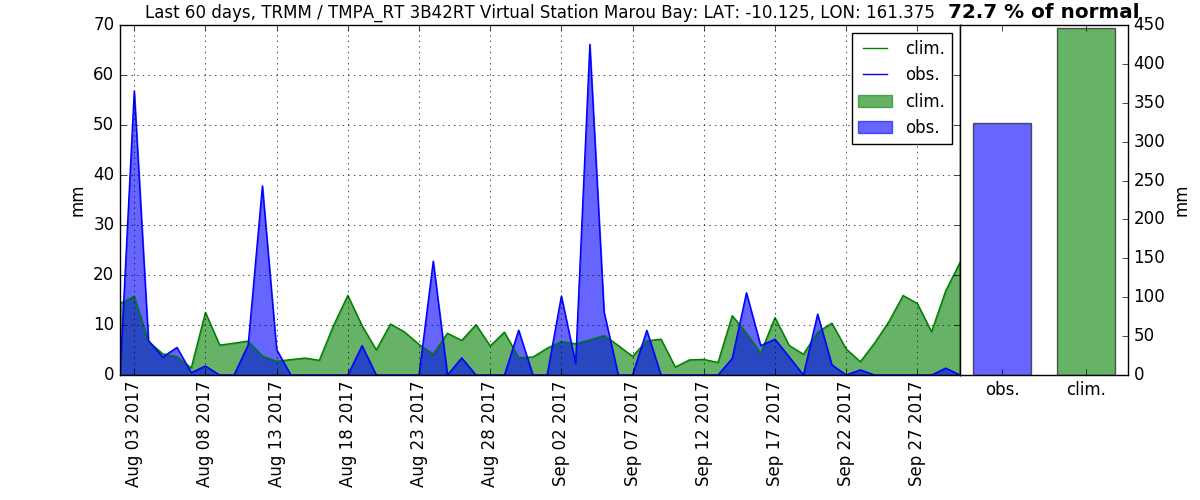 Last 60 days, TRMM / TMPA_RT 3B42RT Virtual Station Marou Bay: LAT: -10.125, LON: 161.375 72.7 % of normal
70
60
50
40
30
20
10
0
mm
clim.
obs.
clim.
obs.
450
400
350
300
250
200
150
100
50
0
mm
obs.
clim.
Aug 03 2017
Aug 08 2017
Aug 13 2017
Aug 18 2017
Aug 23 2017
Aug 28 2017
Sep 02 2017
Sep 07 2017
Sep 12 2017
Sep 17 2017
Sep 22 2017
Sep 27 2017